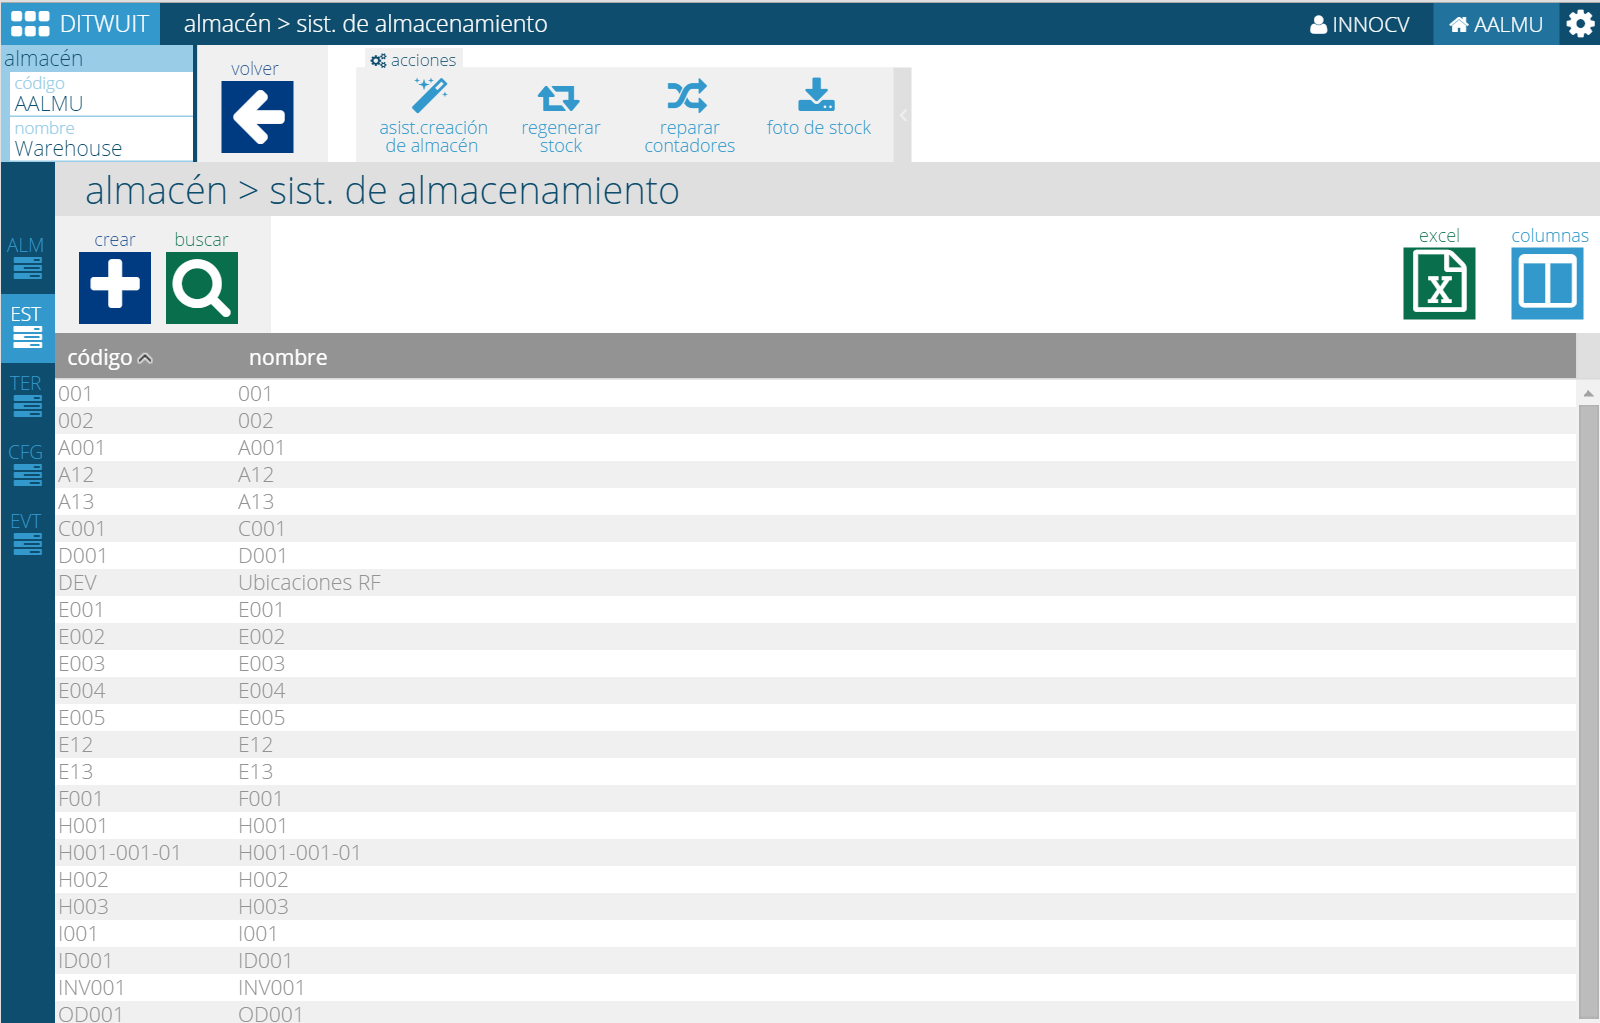 DITWUIT
almacén > sist. de almacenamiento
INNOCV
AALMU
almacén
código
AALMU
nombre
Warehouse
volver
acciones
asist.creación
de almacén
regenerar
stock
reparar
contadores
foto de stock
almacén > sist. de almacenamiento
ALM
EST
TER
CFG
EVT
crear
buscar
excel
columnas
código nombre
001 001
002 002
A001 A001
A12 A12
A13 A13
C001 C001
D001 D001
DEV Ubicaciones RF
E001 E001
E002 E002
E003 E003
E004 E004
E005 E005
E12 E12
E13 E13
F001 F001
H001 H001
H001-001-01 H001-001-01
H002 H002
H003 H003
I001 I001
ID001 ID001
INV001 INV001
OD001 OD001